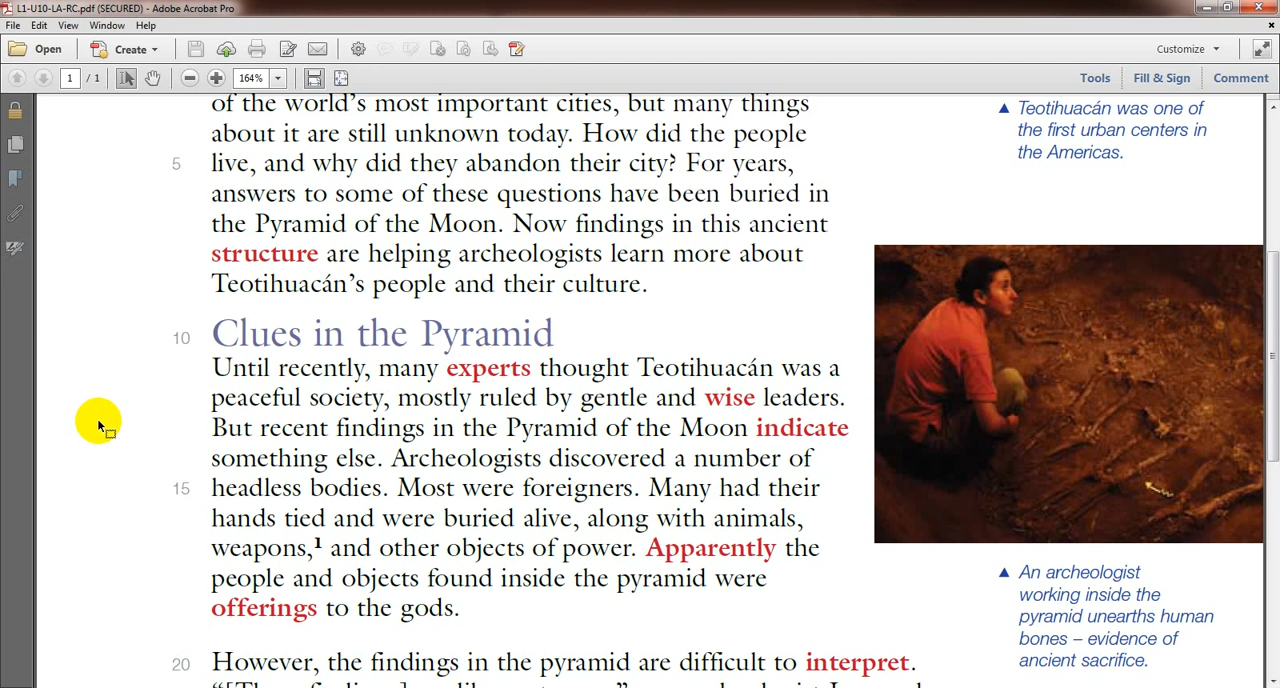 L1-U10-LA-RC.pdf (SECURED) - Adobe Acrobat Pro
File Edit View Window Help
Open Create Customize
1 / 1 164% Tools Fill & Sign Comment
of the world's most important cities, but many things
about it are still unknown today. How did the people
5 live, and why did they abandon their city? For years,
answers to some of these questions have been buried in
the Pyramid of the Moon. Now findings in this ancient
structure are helping archeologists learn more about
Teotihuacán's people and their culture.
10 Clues in the Pyramid
Until recently, many experts thought Teotihuacán was a
peaceful society, mostly ruled by gentle and wise leaders.
But recent findings in the Pyramid of the Moon indicate
something else. Archeologists discovered a number of
15 headless bodies. Most were foreigners. Many had their
hands tied and were buried alive, along with animals,
weapons,¹ and other objects of power. Apparently the
people and objects found inside the pyramid were
offerings to the gods.
20 However, the findings in the pyramid are difficult to interpret.
▲ Teotihuacán was one of
the first urban centers in
the Americas.
▲ An archeologist
working inside the
pyramid unearths human
bones – evidence of
ancient sacrifice.